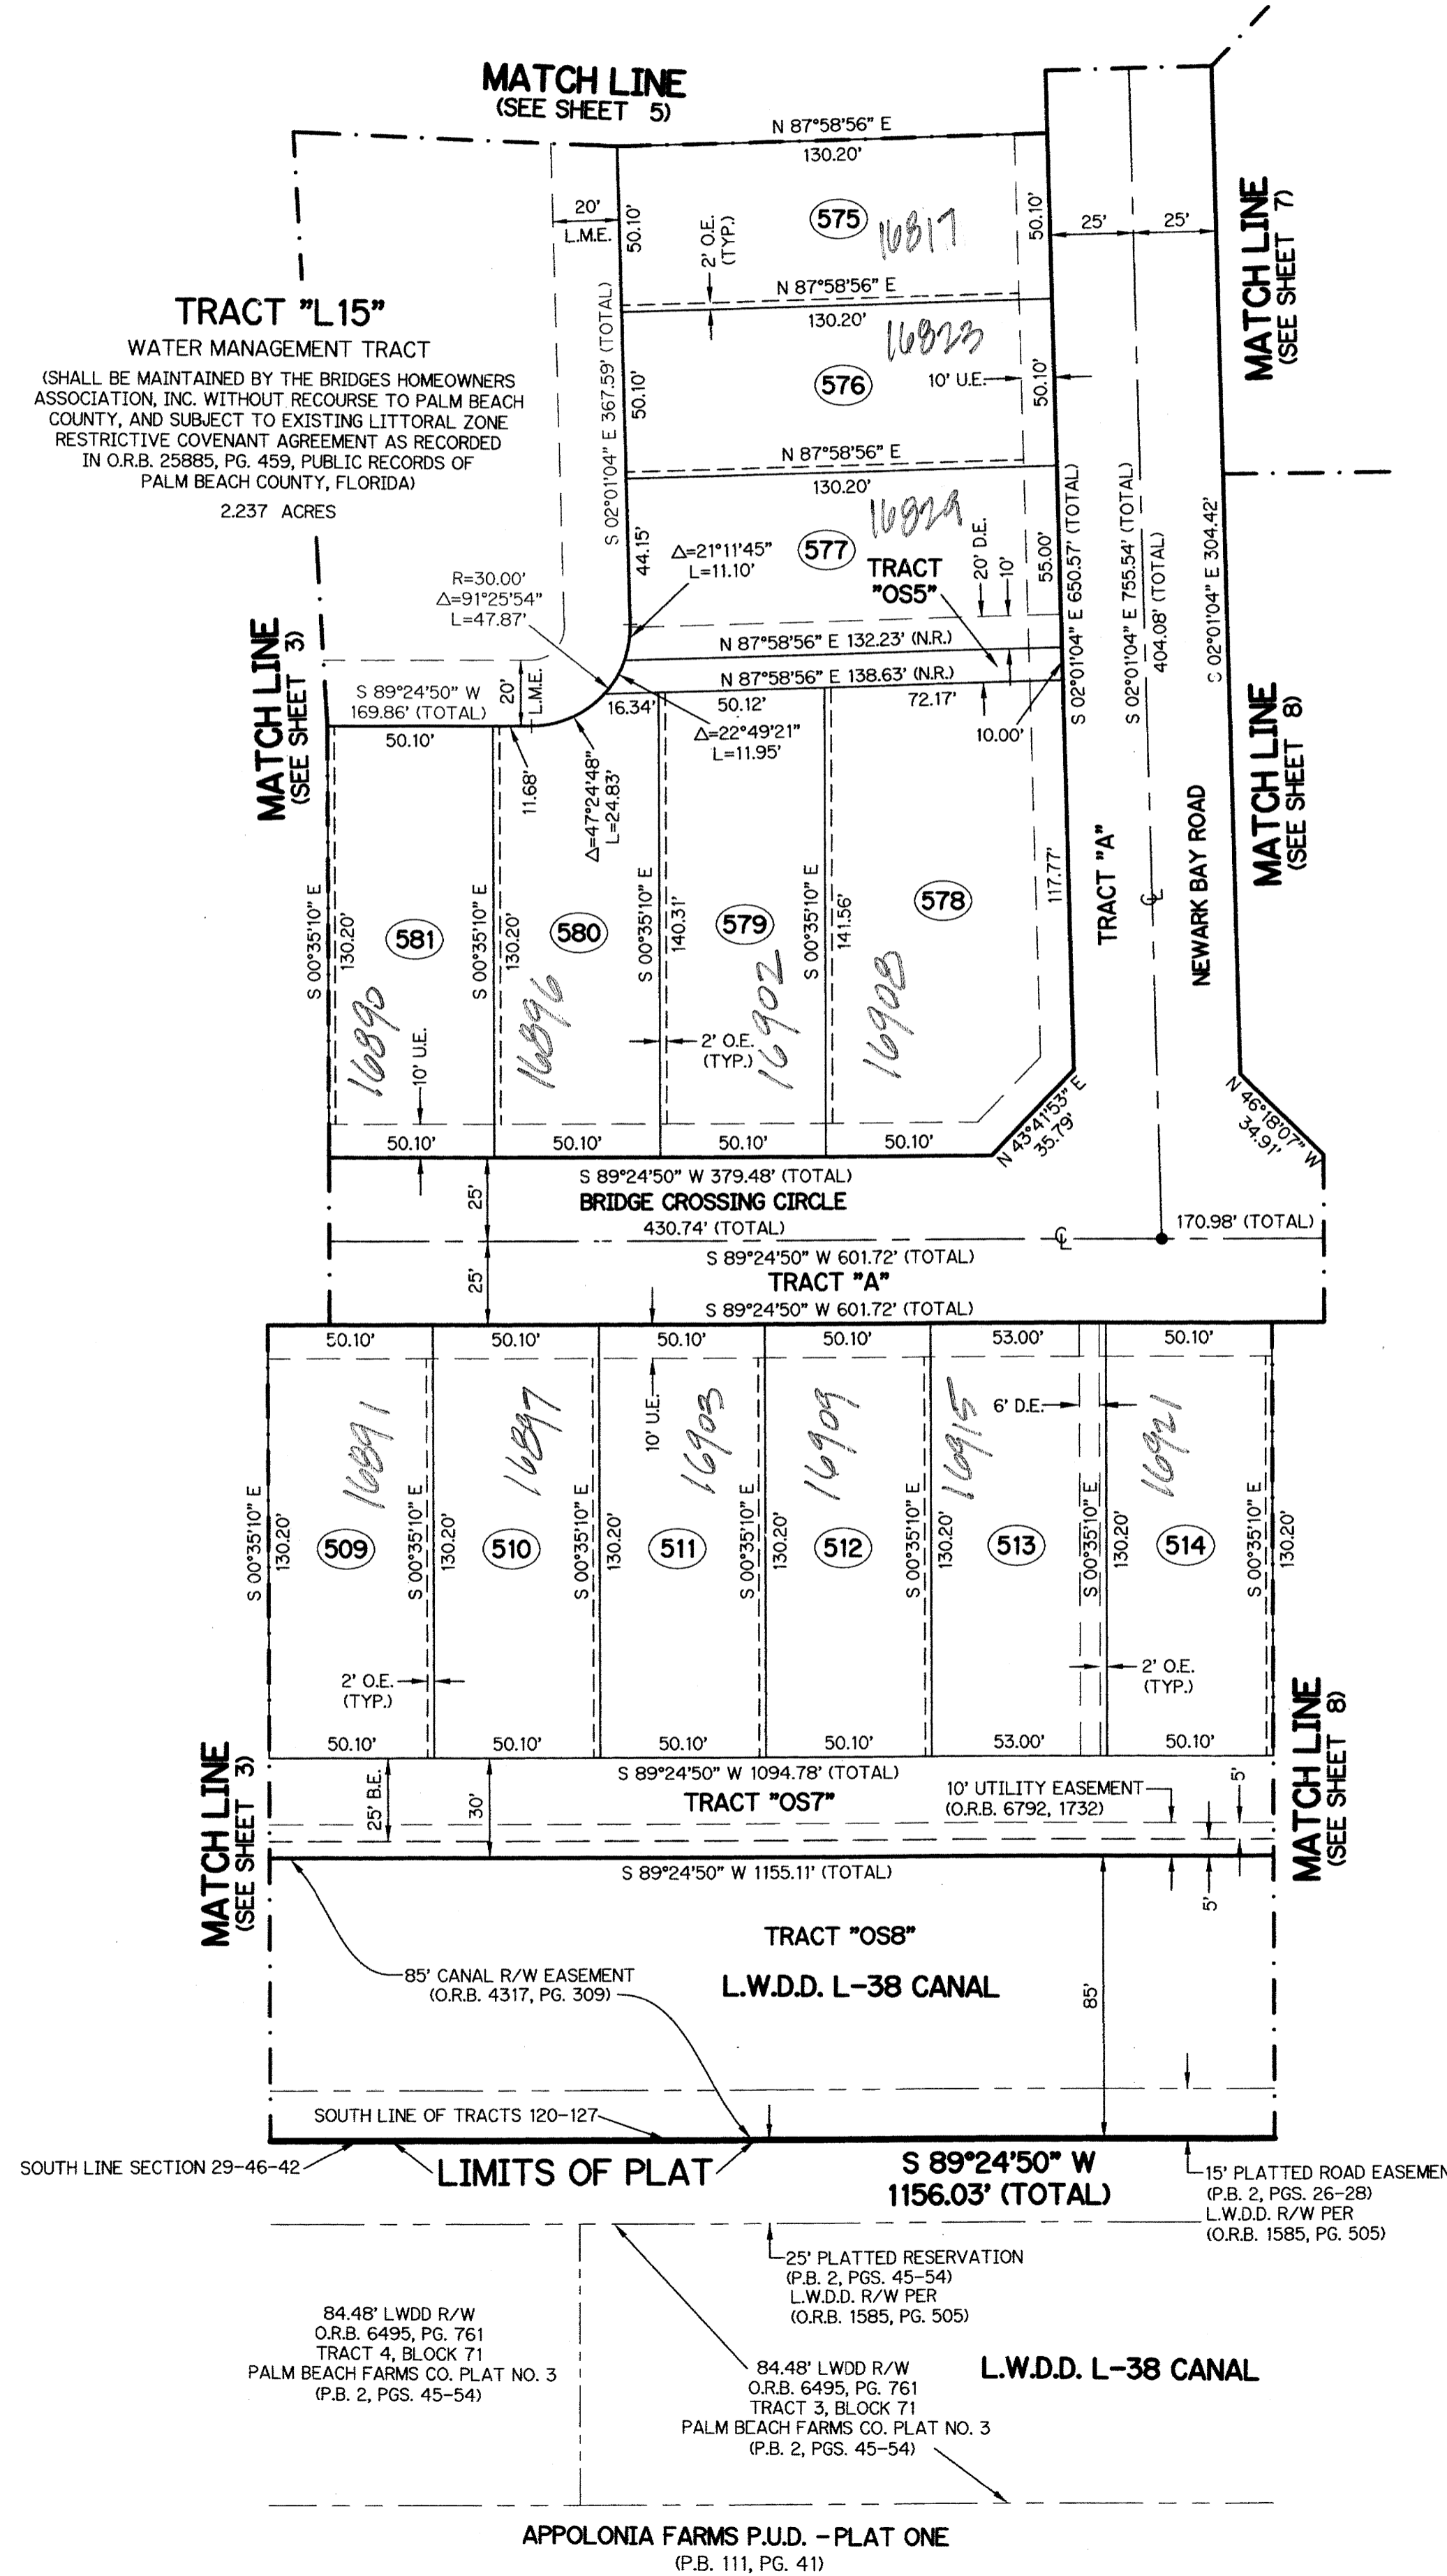 MATCH LINE
(SEE SHEET 5)
N 87°58'56" E
130.20'
20'
L.M.E.
50.10'
2' O.E.
(TYP.)
575
16817
50.10'
25'
25'
MATCH LINE
(SEE SHEET 7)
TRACT "L15"
WATER MANAGEMENT TRACT
(SHALL BE MAINTAINED BY THE BRIDGES HOMEOWNERS
ASSOCIATION, INC. WITHOUT RECOURSE TO PALM BEACH
COUNTY, AND SUBJECT TO EXISTING LITTORAL ZONE
RESTRICTIVE COVENANT AGREEMENT AS RECORDED
IN O.R.B. 25885, PG. 459, PUBLIC RECORDS OF
PALM BEACH COUNTY, FLORIDA)
2.237 ACRES
N 87°58'56" E
130.20'
16823
576
10' U.E.
50.10'
50.10'
S 02°01'04" E 367.59' (TOTAL)
N 87°58'56" E
130.20'
16829
577
44.15'
Δ=21°11'45"
L=11.10'
TRACT
"OS5"
20' D.E.
10'
55.00'
S 02°01'04" E 650.57' (TOTAL)
S 02°01'04" E 755.54' (TOTAL)
404.08' (TOTAL)
S 02°01'04" E 304.42'
R=30.00'
Δ=91°25'54"
L=47.87'
MATCH LINE
(SEE SHEET 3)
N 87°58'56" E 132.23' (N.R.)
N 87°58'56" E 138.63' (N.R.)
S 89°24'50" W
169.86' (TOTAL)
20'
L.M.E.
16.34'
50.12'
72.17'
50.10'
Δ=22°49'21"
L=11.95'
10.00'
11.68'
Δ=47°24'48"
L=24.83'
MATCH LINE
(SEE SHEET 8)
TRACT "A"
NEWARK BAY ROAD
117.77'
S 00°35'10" E
130.20'
581
S 00°35'10" E
130.20'
580
S 00°35'10" E
140.31'
579
S 00°35'10" E
141.56'
578
16890
16896
16902
16908
10' U.E.
2' O.E.
(TYP.)
50.10'
50.10'
50.10'
50.10'
N 43°41'53" E
35.79'
N 46°18'07" W
34.91'
S 89°24'50" W 379.48' (TOTAL)
BRIDGE CROSSING CIRCLE
25'
430.74' (TOTAL)
170.98' (TOTAL)
S 89°24'50" W 601.72' (TOTAL)
25'
TRACT "A"
S 89°24'50" W 601.72' (TOTAL)
50.10'
50.10'
50.10'
50.10'
53.00'
50.10'
16891
16897
10' U.E.
16903
16909
16915
6' D.E.
16921
S 00°35'10" E
130.20'
509
S 00°35'10" E
130.20'
510
S 00°35'10" E
130.20'
511
S 00°35'10" E
130.20'
512
S 00°35'10" E
130.20'
513
S 00°35'10" E
130.20'
514
S 00°35'10" E
130.20'
2' O.E.
(TYP.)
2' O.E.
(TYP.)
50.10'
50.10'
50.10'
50.10'
53.00'
50.10'
MATCH LINE
(SEE SHEET 3)
25' B.E.
30'
S 89°24'50" W 1094.78' (TOTAL)
TRACT "OS7"
10' UTILITY EASEMENT
(O.R.B. 6792, 1732)
5'
MATCH LINE
(SEE SHEET 8)
S 89°24'50" W 1155.11' (TOTAL)
5'
TRACT "OS8"
85' CANAL R/W EASEMENT
(O.R.B. 4317, PG. 309)
L.W.D.D. L-38 CANAL
85'
SOUTH LINE OF TRACTS 120-127
SOUTH LINE SECTION 29-46-42
LIMITS OF PLAT
S 89°24'50" W
1156.03' (TOTAL)
15' PLATTED ROAD EASEMEN
(P.B. 2, PGS. 26-28)
L.W.D.D. R/W PER
(O.R.B. 1585, PG. 505)
25' PLATTED RESERVATION
(P.B. 2, PGS. 45-54)
L.W.D.D. R/W PER
(O.R.B. 1585, PG. 505)
84.48' LWDD R/W
O.R.B. 6495, PG. 761
TRACT 4, BLOCK 71
PALM BEACH FARMS CO. PLAT NO. 3
(P.B. 2, PGS. 45-54)
84.48' LWDD R/W
O.R.B. 6495, PG. 761
TRACT 3, BLOCK 71
PALM BEACH FARMS CO. PLAT NO. 3
(P.B. 2, PGS. 45-54)
L.W.D.D. L-38 CANAL
APPOLONIA FARMS P.U.D. - PLAT ONE
(P.B. 111, PG. 41)